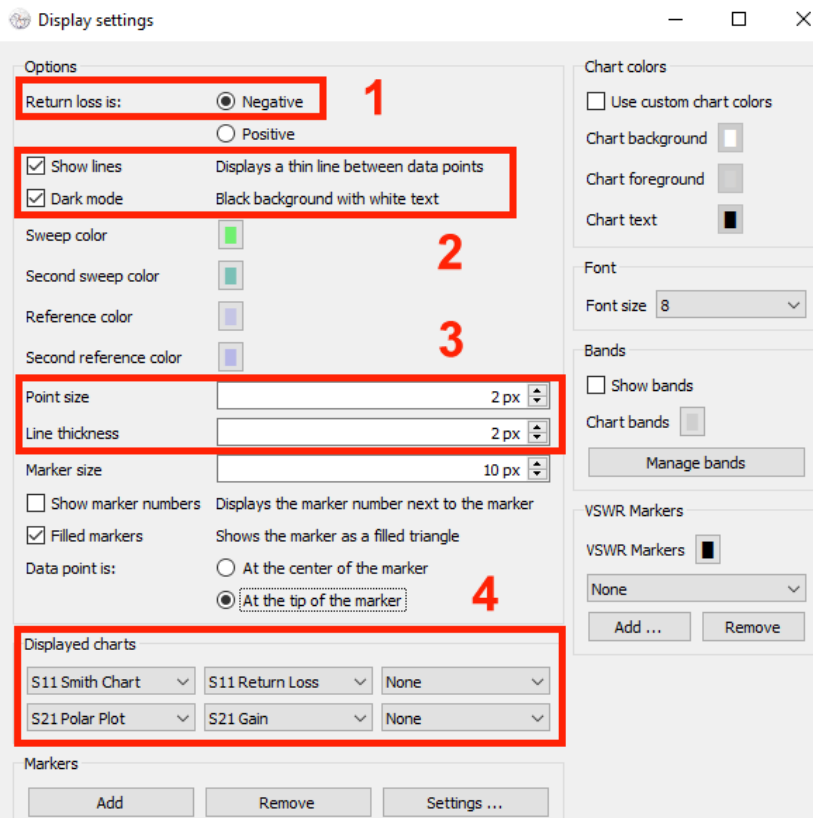 Display settings
Options
Return loss is:
Negative
1
Positive
Show lines
Displays a thin line between data points
Dark mode
Black background with white text
Sweep color
2
Second sweep color
Reference color
3
Second reference color
Point size
2 px
Line thickness
2 px
Marker size
10 px
Show marker numbers
Displays the marker number next to the marker
Filled markers
Shows the marker as a filled triangle
Data point is:
At the center of the marker
At the tip of the marker
4
Displayed charts
S11 Smith Chart
S11 Return Loss
None
S21 Polar Plot
S21 Gain
None
Markers
Add
Remove
Settings ...
Chart colors
Use custom chart colors
Chart background
Chart foreground
Chart text
Font
Font size
8
Bands
Show bands
Chart bands
Manage bands
VSWR Markers
VSWR Markers
None
Add ...
Remove